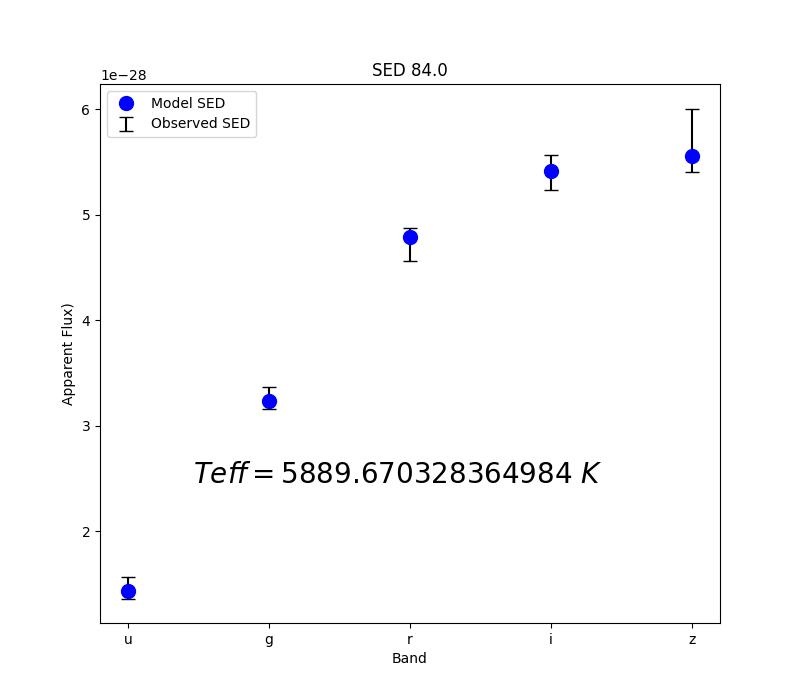 SED 84.0
1e−28
Model SED
Observed SED
6
5
4
3
2
Apparent Flux)
Teff = 5889.670328364984 K
u g r i z
Band